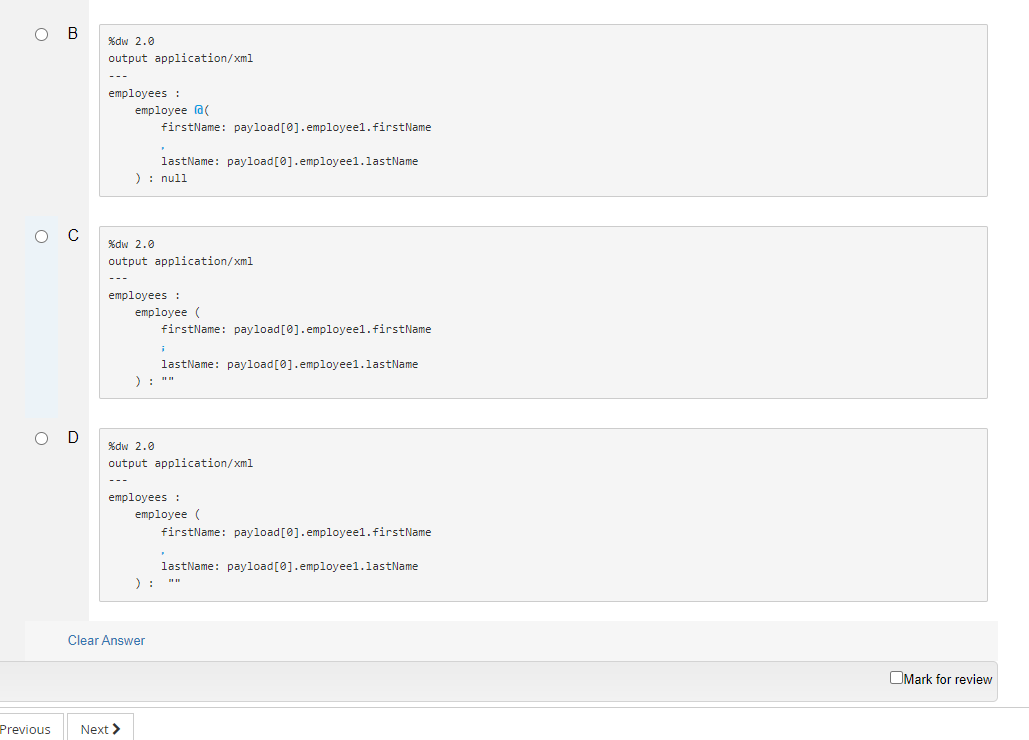 B
%dw 2.0
output application/xml
---
employees :
    employee @(
        firstName: payload[0].employee1.firstName
        ,
        lastName: payload[0].employee1.lastName
    ) : null
C
%dw 2.0
output application/xml
---
employees :
    employee (
        firstName: payload[0].employee1.firstName
        ;
        lastName: payload[0].employee1.lastName
    ) : ""
D
%dw 2.0
output application/xml
---
employees :
    employee (
        firstName: payload[0].employee1.firstName
        ,
        lastName: payload[0].employee1.lastName
    ) :  ""
Clear Answer
Mark for review
Previous
Next